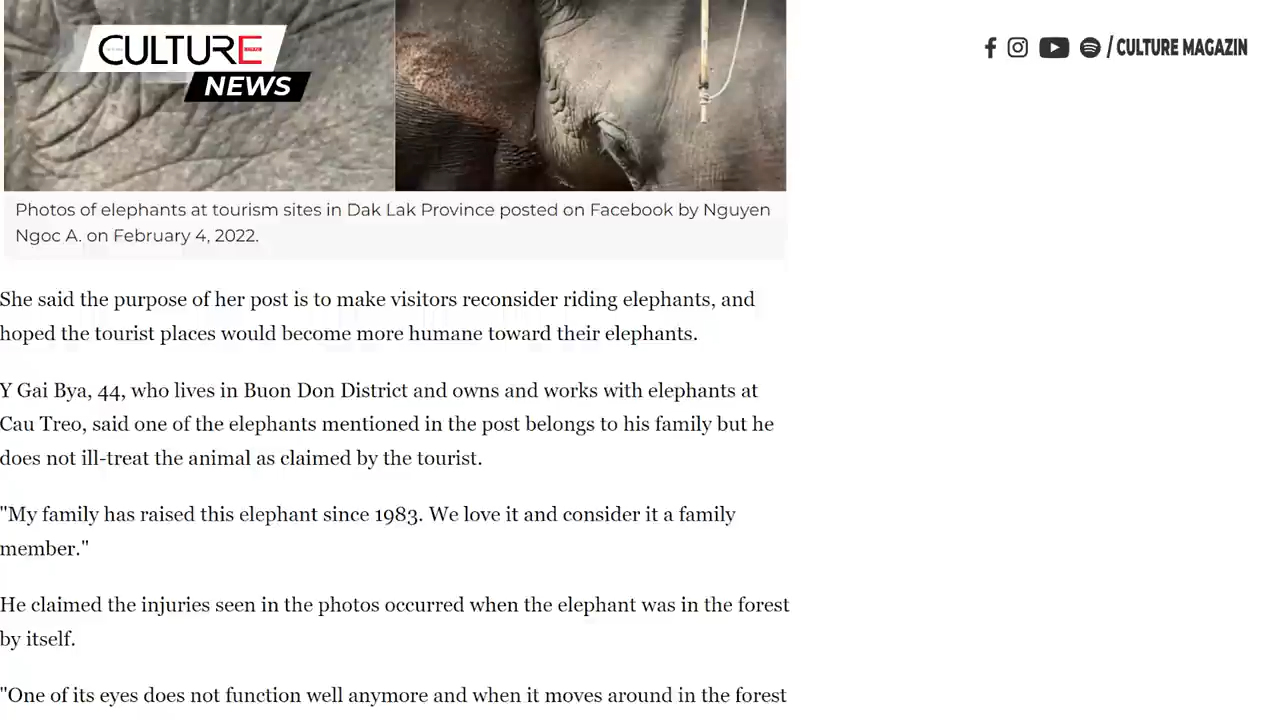 CULTURE
NEWS
/ CULTURE MAGAZIN
Photos of elephants at tourism sites in Dak Lak Province posted on Facebook by Nguyen
Ngoc A. on February 4, 2022.
She said the purpose of her post is to make visitors reconsider riding elephants, and
hoped the tourist places would become more humane toward their elephants.
Y Gai Bya, 44, who lives in Buon Don District and owns and works with elephants at
Cau Treo, said one of the elephants mentioned in the post belongs to his family but he
does not ill-treat the animal as claimed by the tourist.
"My family has raised this elephant since 1983. We love it and consider it a family
member."
He claimed the injuries seen in the photos occurred when the elephant was in the forest
by itself.
"One of its eyes does not function well anymore and when it moves around in the forest